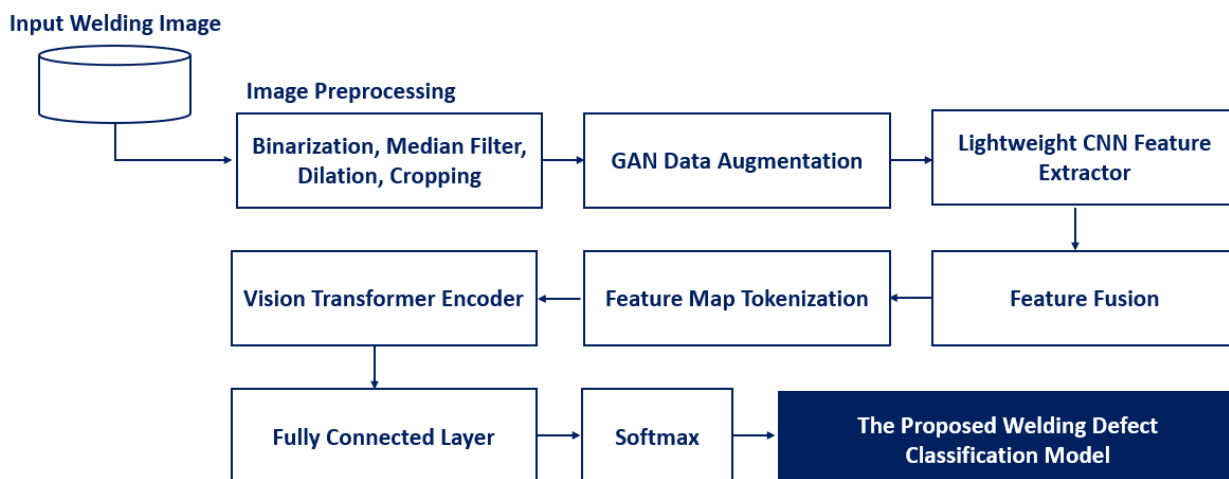 Input Welding Image
Image Preprocessing
Binarization, Median Filter,
Dilation, Cropping
GAN Data Augmentation
Lightweight CNN Feature
Extractor
Feature Fusion
Feature Map Tokenization
Vision Transformer Encoder
Fully Connected Layer
Softmax
The Proposed Welding Defect
Classification Model